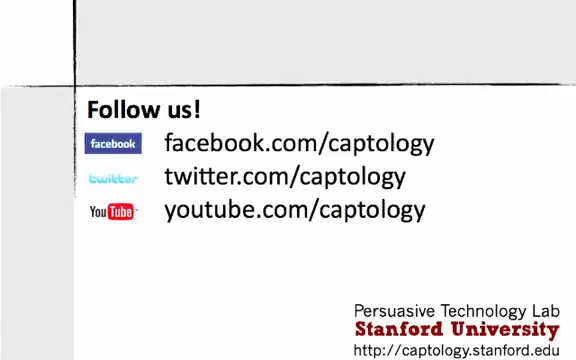 Follow us!
facebook facebook.com/captology
twitter twitter.com/captology
YouTube youtube.com/captology
Persuasive Technology Lab
Stanford University
http://captology.stanford.edu